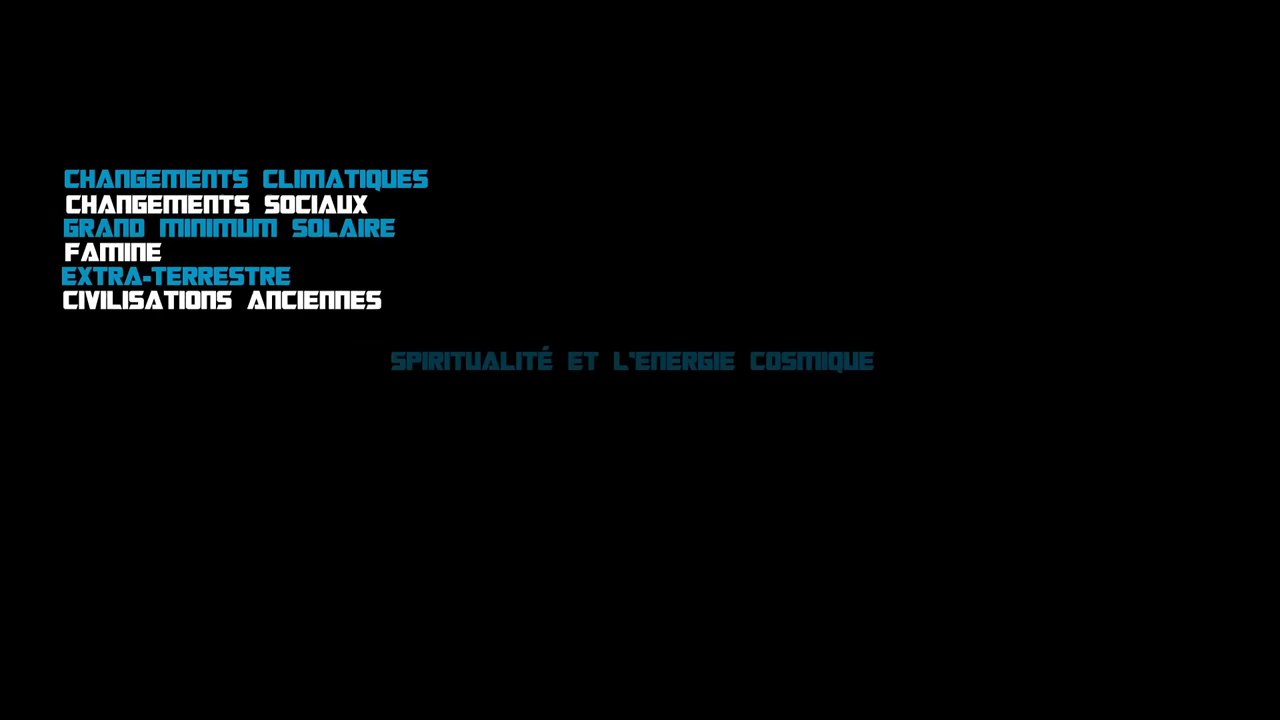 CHANGEMENTS CLIMATIQUES
CHANGEMENTS SOCIAUX
GRAND MINIMUM SOLAIRE
FAMINE
EXTRA-TERRESTRE
CIVILISATIONS ANCIENNES
SPIRITUALITÉ ET L'ENERGIE COSMIQUE